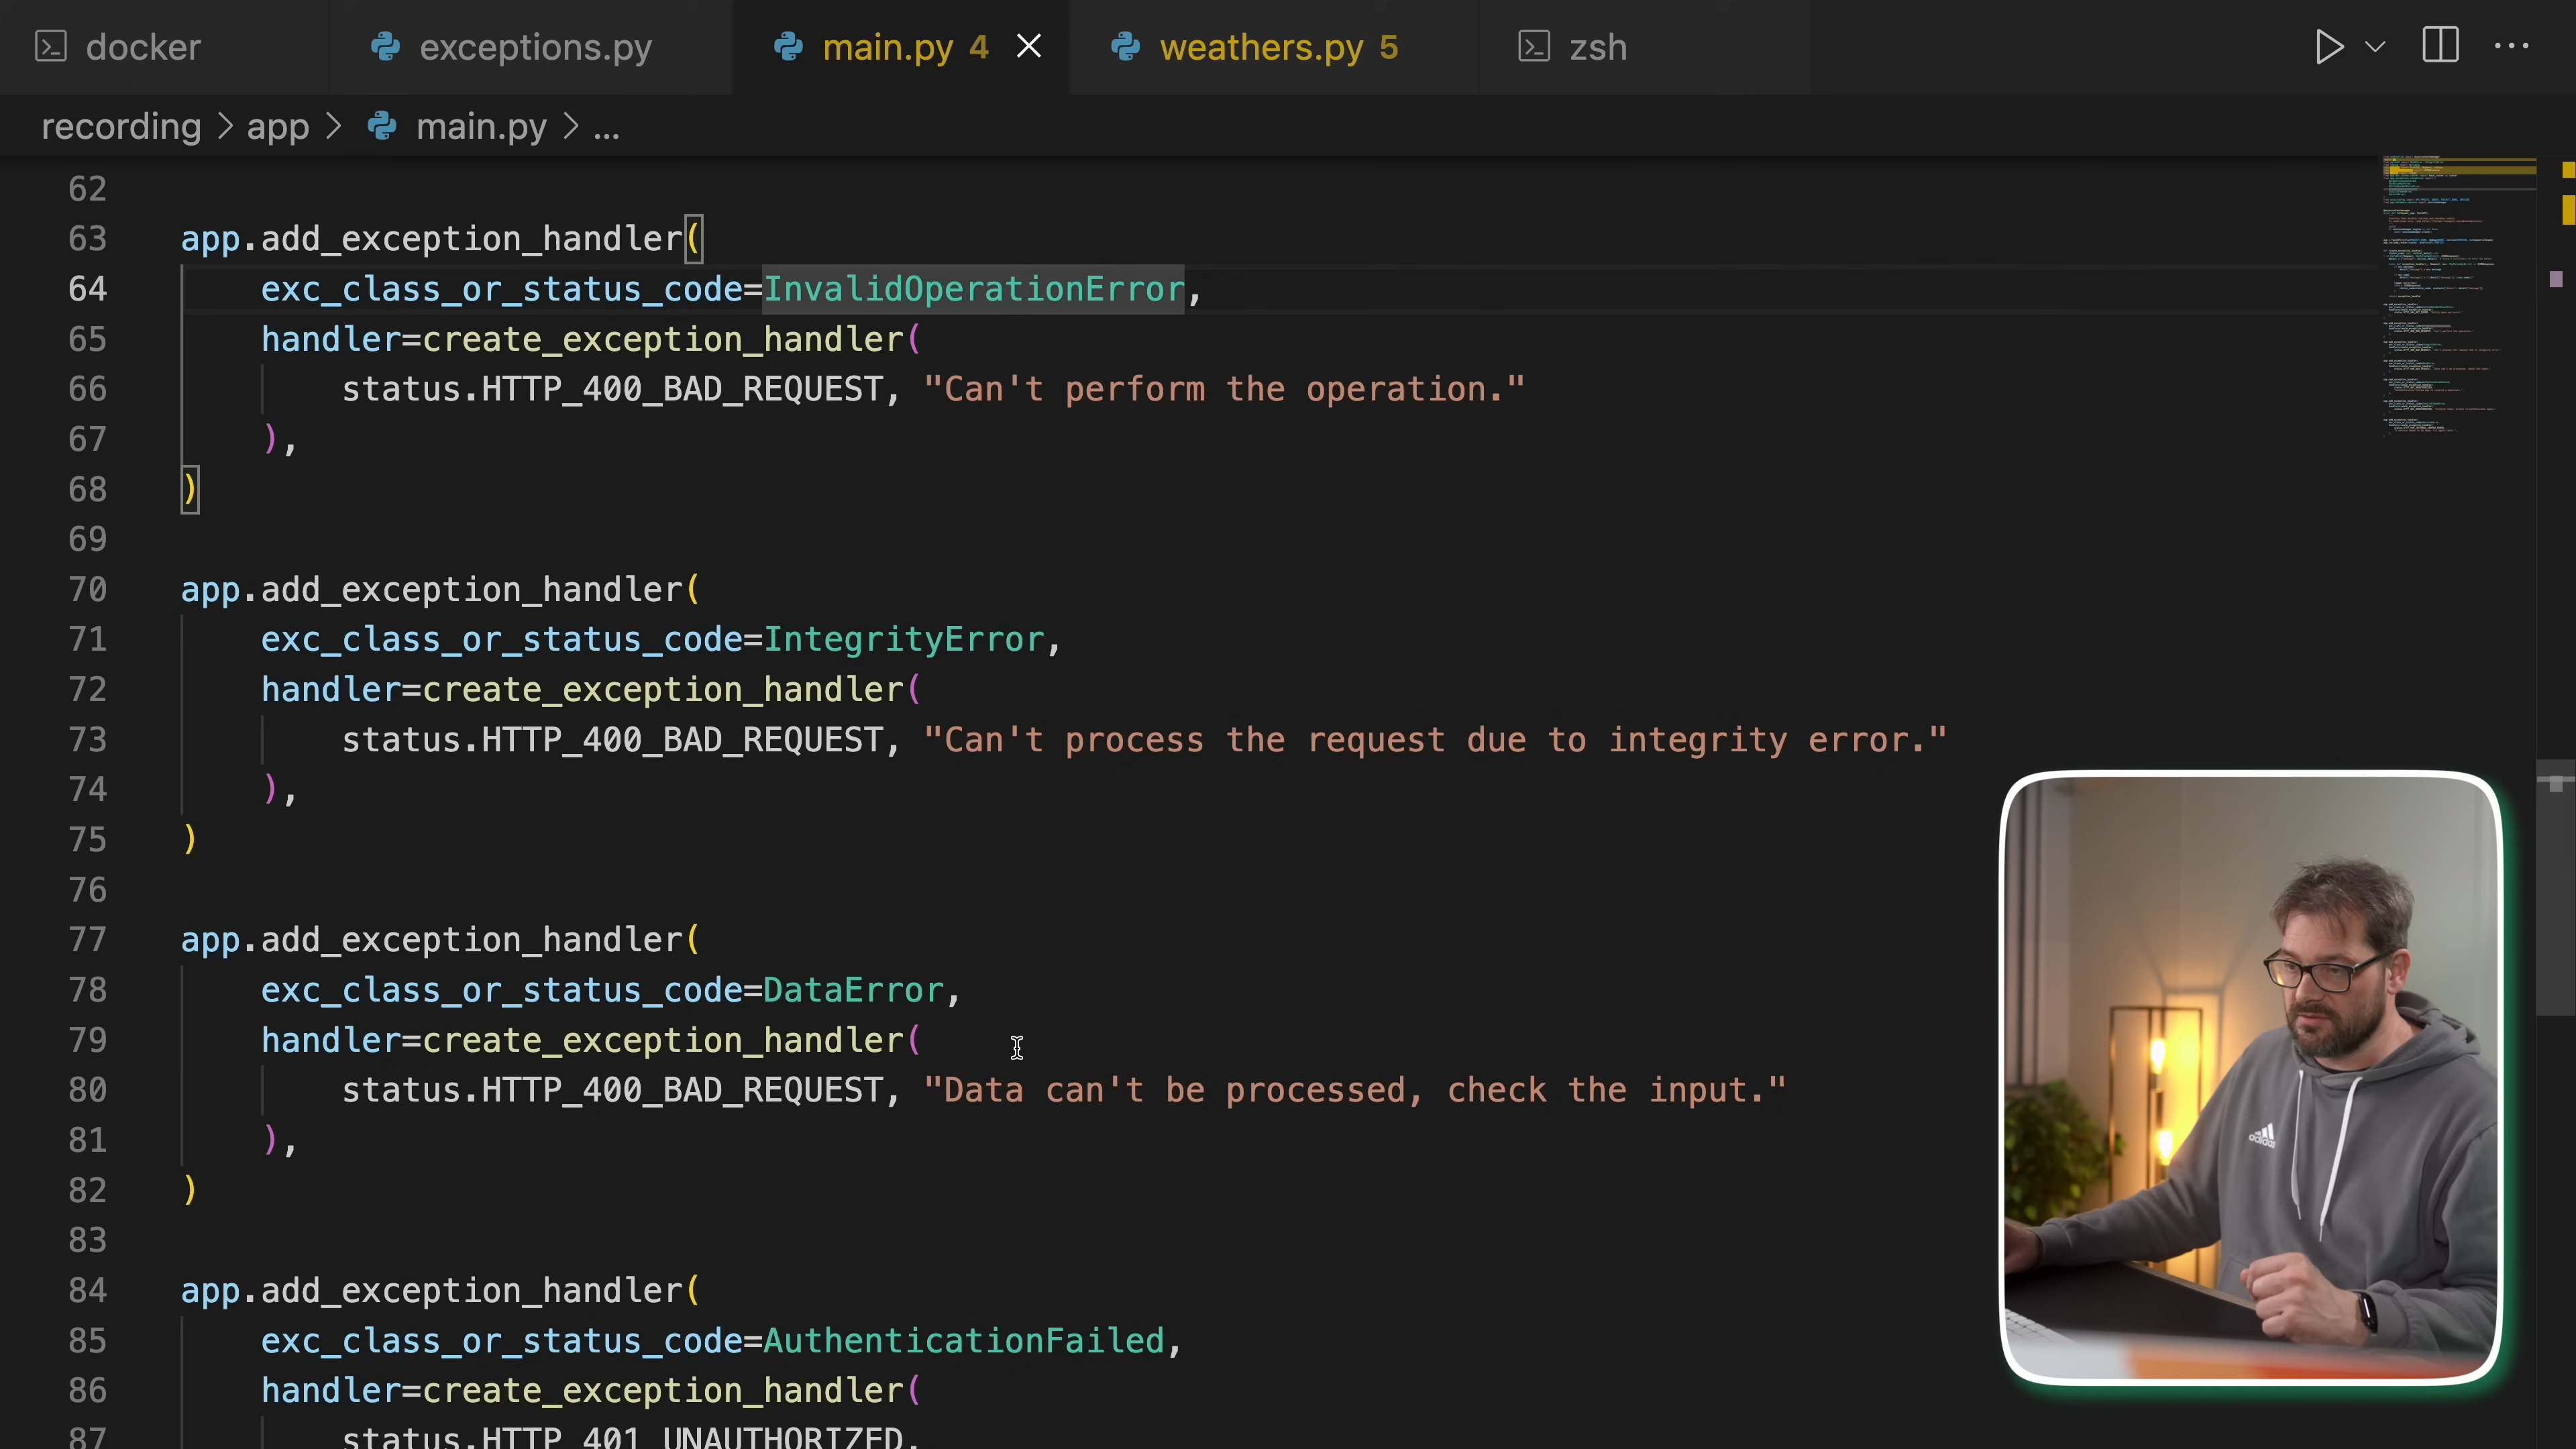 docker
exceptions.py
main.py 4
weathers.py 5
zsh
recording > app > main.py > ...
62
63 app.add_exception_handler(
64 exc_class_or_status_code=InvalidOperationError,
65 handler=create_exception_handler(
66 status.HTTP_400_BAD_REQUEST, "Can't perform the operation."
67 ),
68 )
69
70 app.add_exception_handler(
71 exc_class_or_status_code=IntegrityError,
72 handler=create_exception_handler(
73 status.HTTP_400_BAD_REQUEST, "Can't process the request due to integrity error."
74 ),
75 )
76
77 app.add_exception_handler(
78 exc_class_or_status_code=DataError,
79 handler=create_exception_handler(
80 status.HTTP_400_BAD_REQUEST, "Data can't be processed, check the input."
81 ),
82 )
83
84 app.add_exception_handler(
85 exc_class_or_status_code=AuthenticationFailed,
86 handler=create_exception_handler(
87 status.HTTP_401_UNAUTHORIZED,
adidas